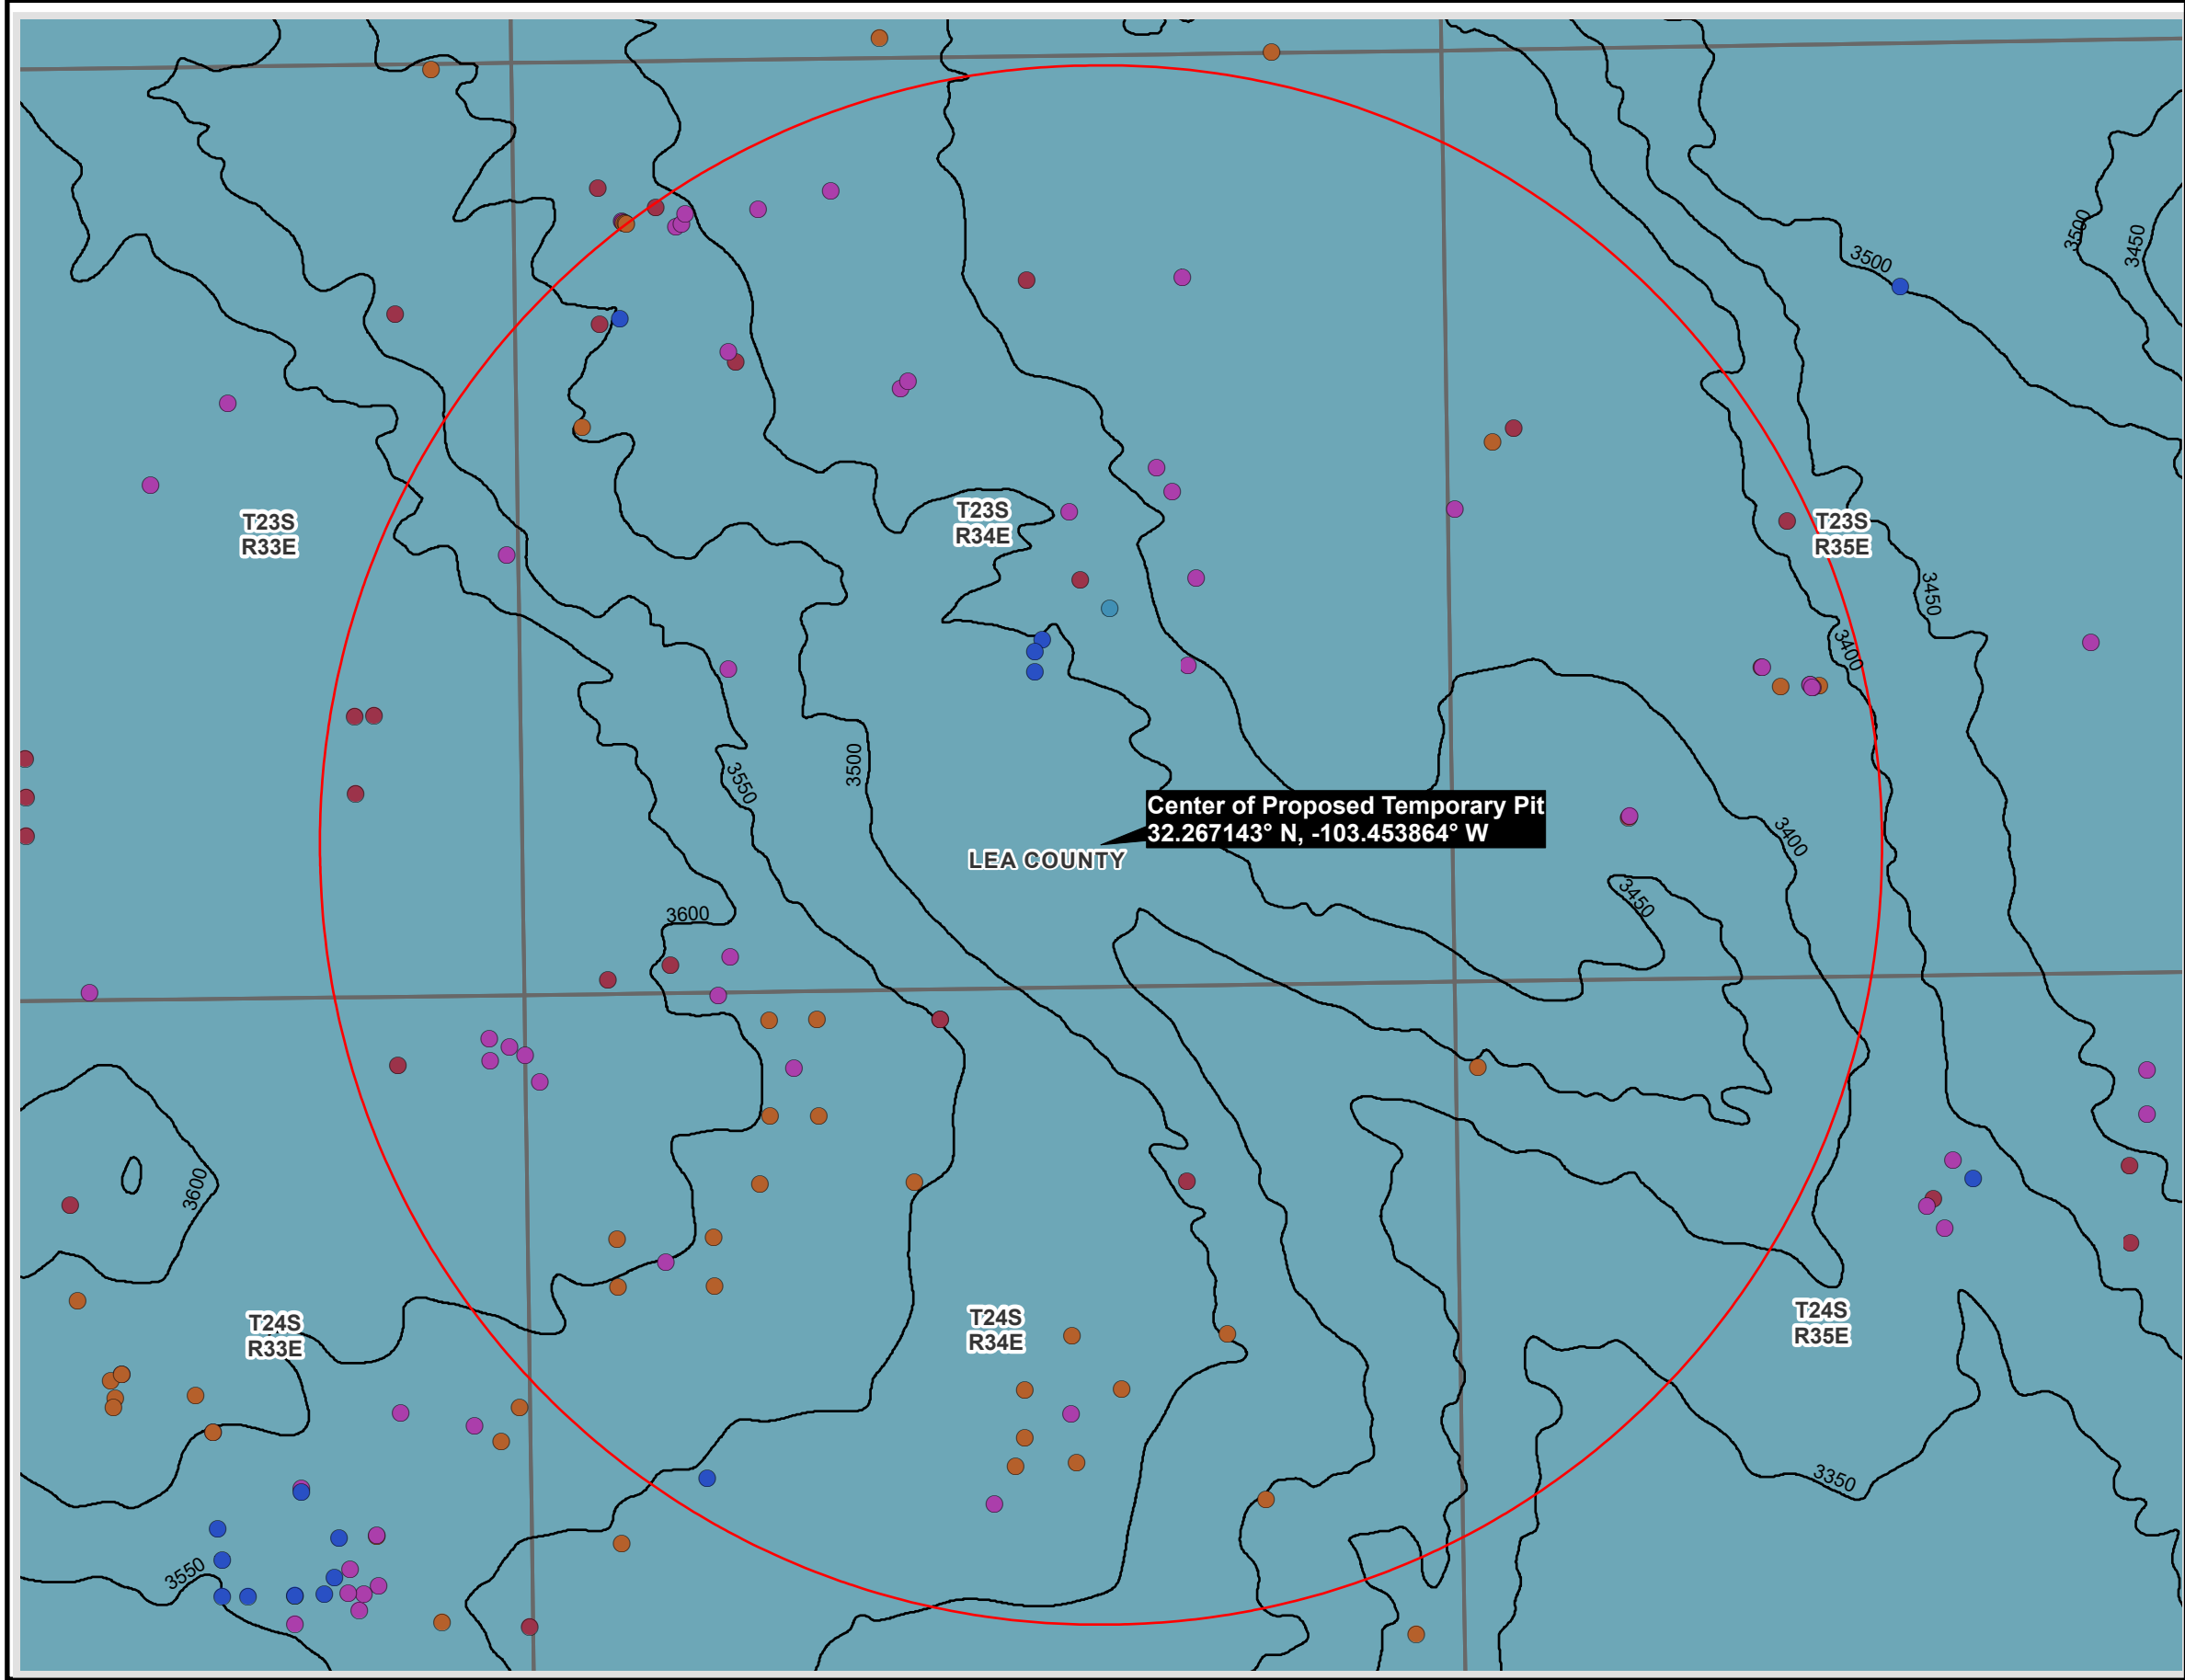 3500
3450
3500
T23S
R33E
T23S
R34E
T23S
R35E
3450
3400
3550
3500
Center of Proposed Temporary Pit
32.267143° N, -103.453864° W
3400
LEA COUNTY
3450
3600
3600
T24S
R33E
T24S
R34E
T24S
R35E
3350
3550